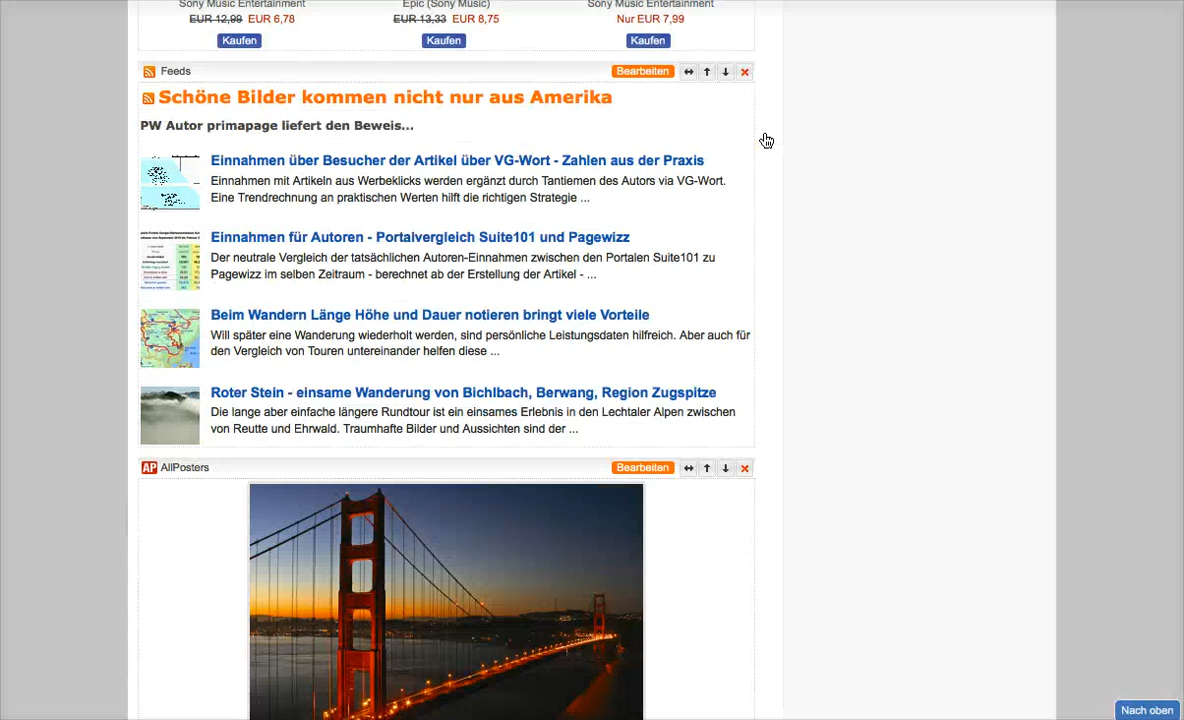 Sony Music Entertainment
Epic (Sony Music)
Sony Music Entertainment
EUR 12,99 EUR 6,78
EUR 13,33 EUR 8,75
Nur EUR 7,99
Kaufen
Kaufen
Kaufen
Feeds
Bearbeiten
Schöne Bilder kommen nicht nur aus Amerika
PW Autor primapage liefert den Beweis...
Einnahmen über Besucher der Artikel über VG-Wort - Zahlen aus der Praxis
Einnahmen mit Artikeln aus Werbeklicks werden ergänzt durch Tantiemen des Autors via VG-Wort.
Eine Trendrechnung an praktischen Werten hilft die richtigen Strategie ...
Einnahmen für Autoren - Portalvergleich Suite101 und Pagewizz
Der neutrale Vergleich der tatsächlichen Autoren-Einnahmen zwischen den Portalen Suite101 zu
Pagewizz im selben Zeitraum - berechnet ab der Erstellung der Artikel - ...
Beim Wandern Länge Höhe und Dauer notieren bringt viele Vorteile
Will später eine Wanderung wiederholt werden, sind persönliche Leistungsdaten hilfreich. Aber auch für
den Vergleich von Touren untereinander helfen diese ...
Roter Stein - einsame Wanderung von Bichlbach, Berwang, Region Zugspitze
Die lange aber einfache längere Rundtour ist ein einsames Erlebnis in den Lechtaler Alpen zwischen
von Reutte und Ehrwald. Traumhafte Bilder und Aussichten sind der ...
AP AllPosters
Bearbeiten
Nach oben